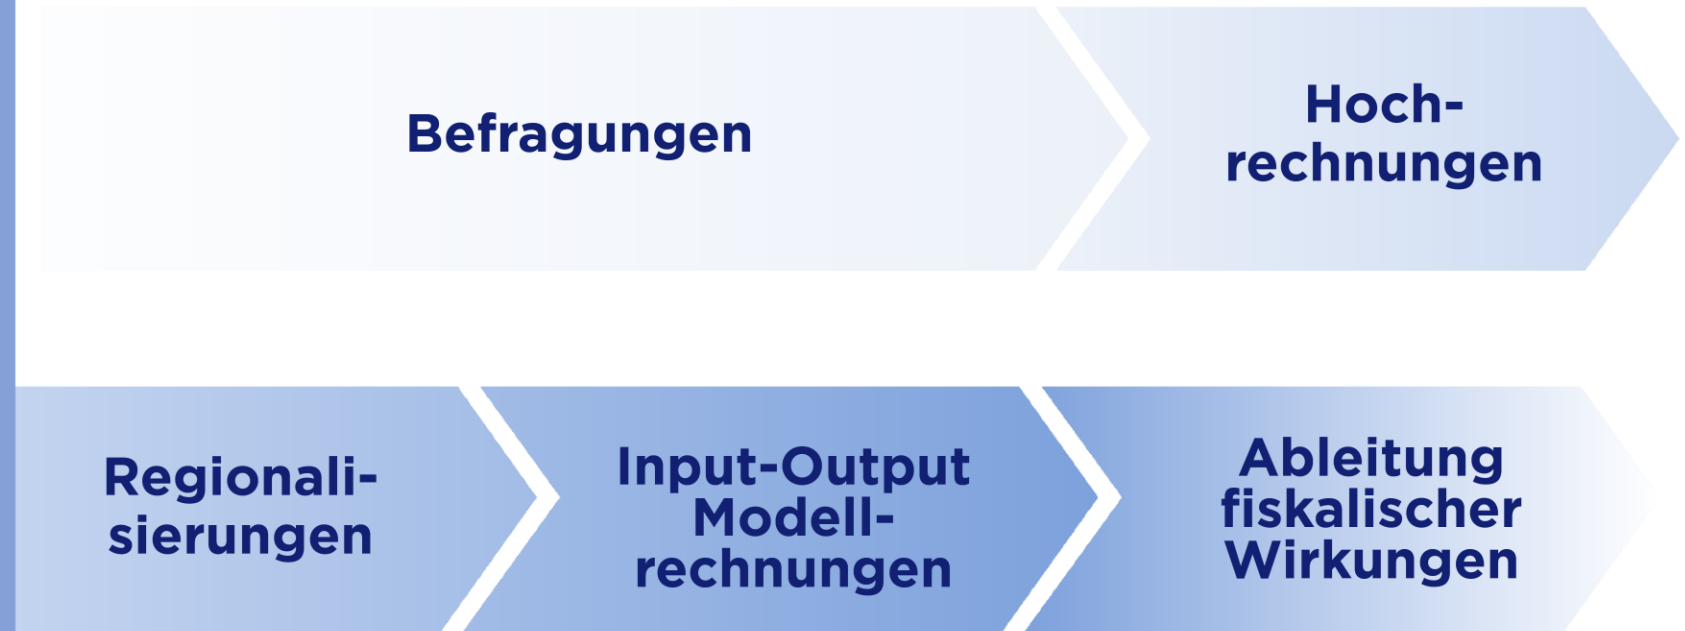 Befragungen
Hoch-
rechnungen
Regionali-
sierungen
Input-Output
Modell-
rechnungen
Ableitung
fiskalischer
Wirkungen